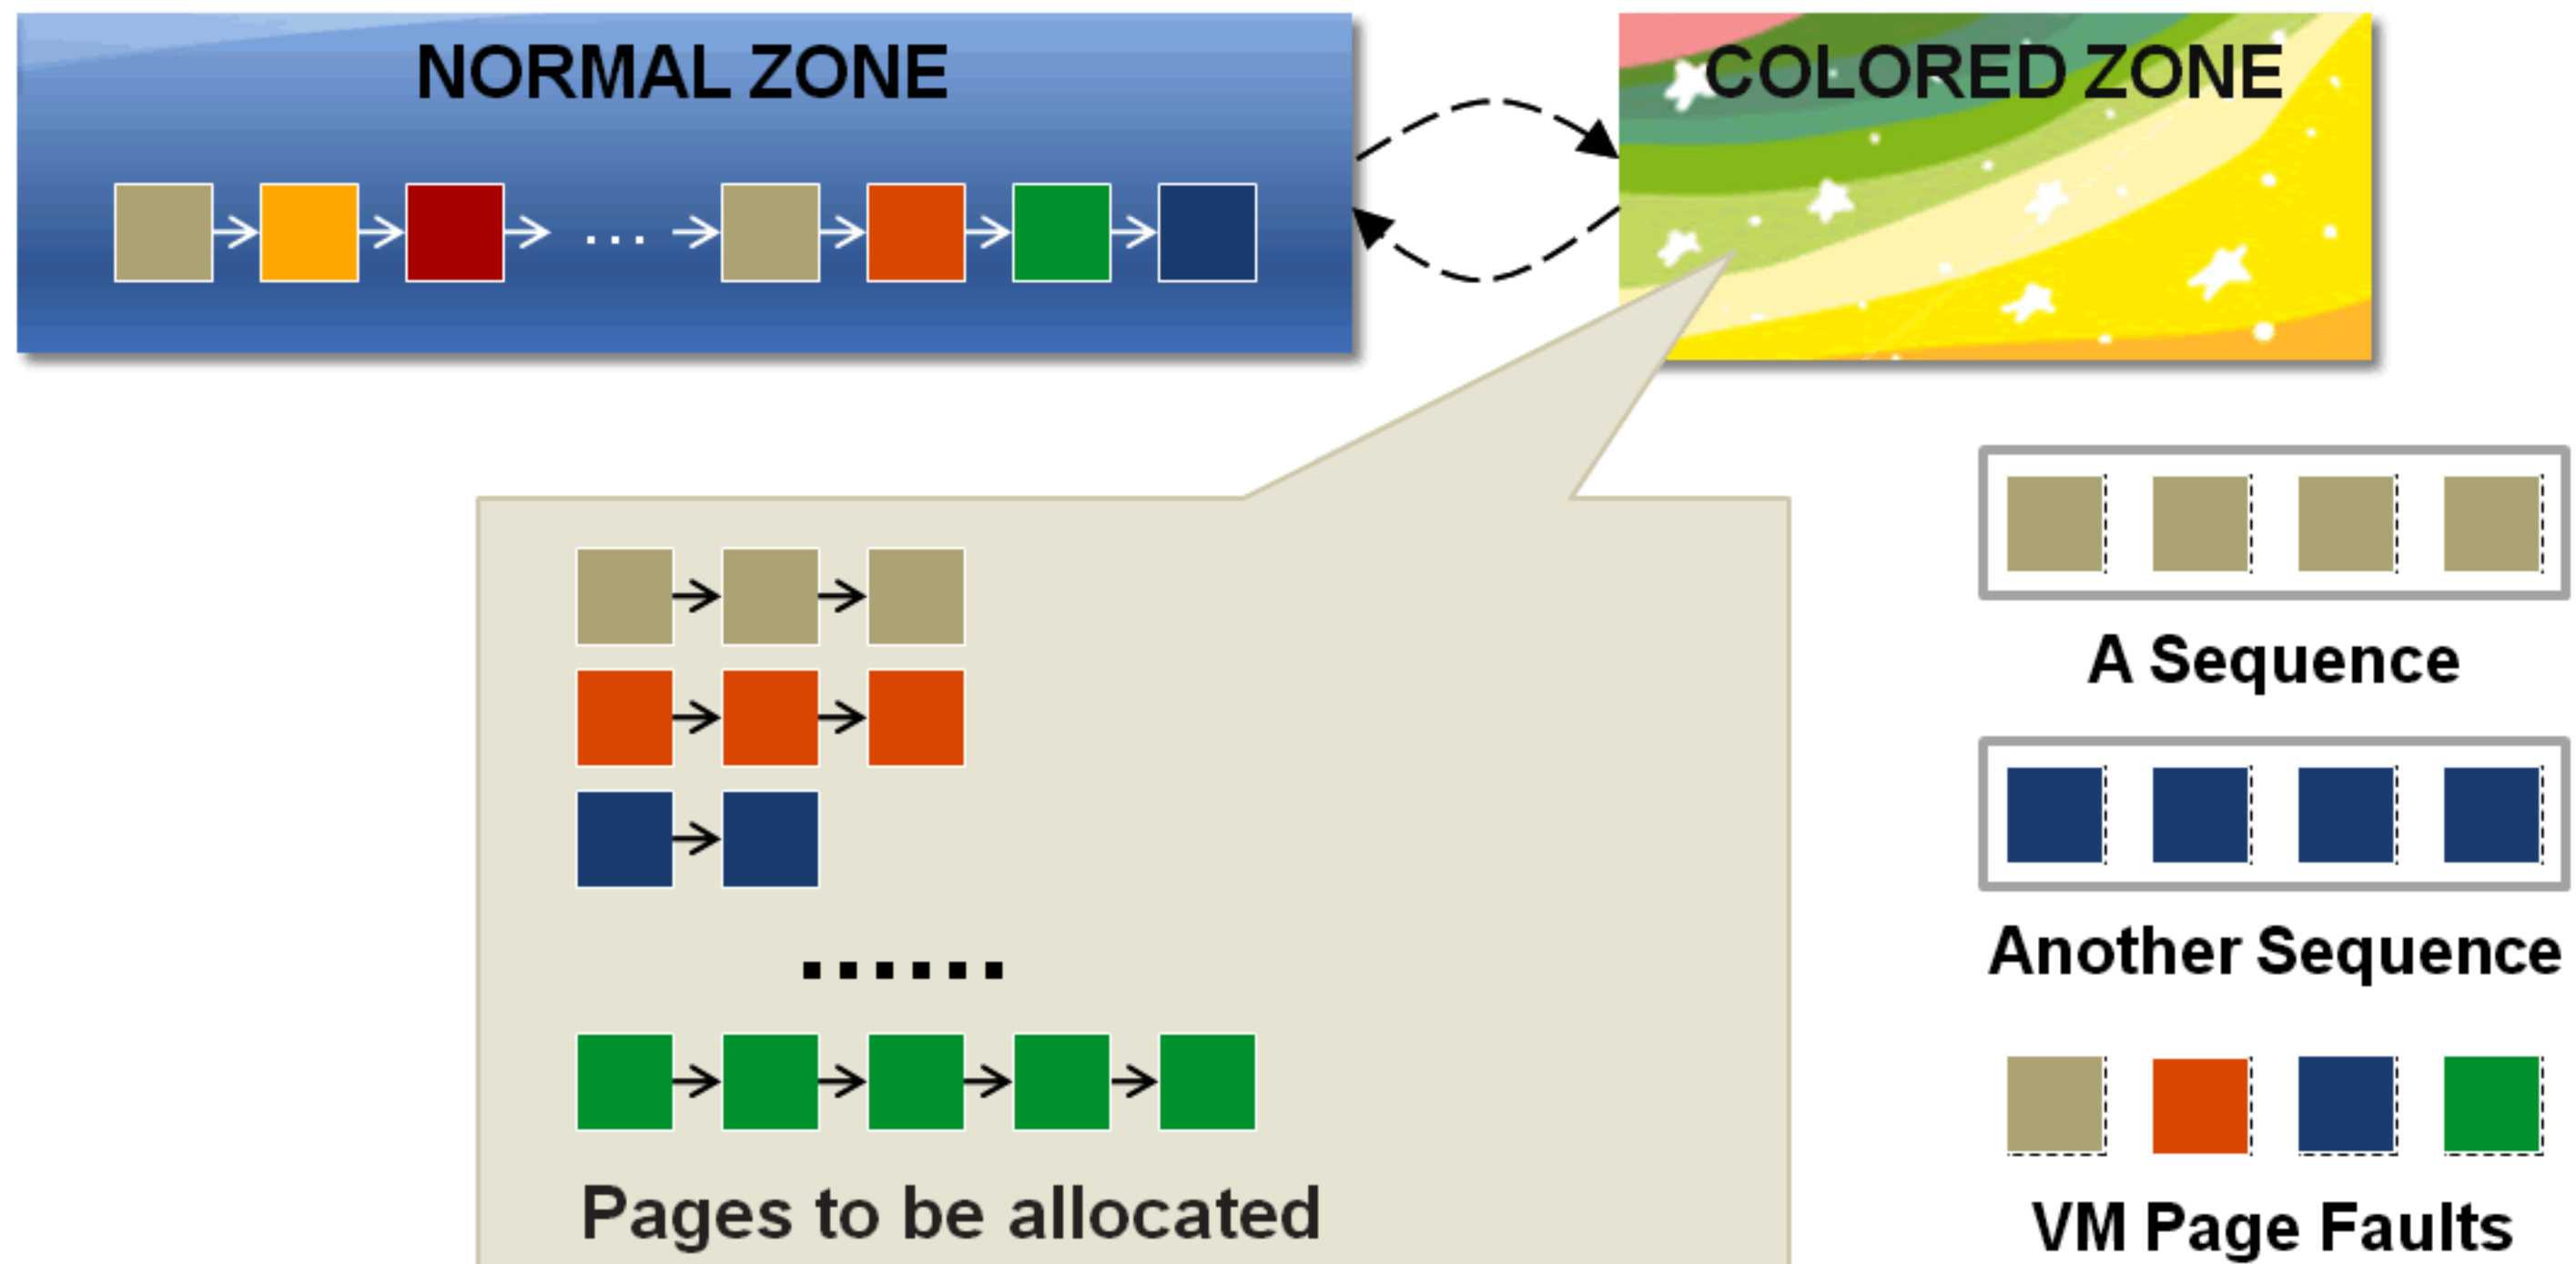 NORMAL ZONE
COLORED ZONE
...
A Sequence
Another Sequence
......
Pages to be allocated
VM Page Faults